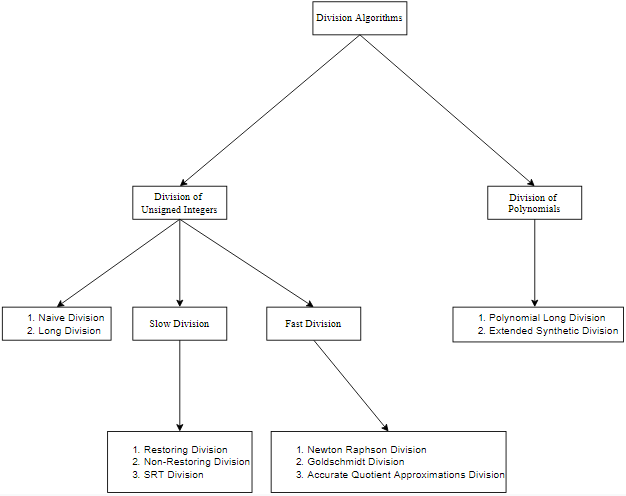 Division Algorithms
Division of
Unsigned Integers
Division of
Polynomials
1. Naive Division
2. Long Division
Slow Division
Fast Division
1. Polynomial Long Division
2. Extended Synthetic Division
1. Restoring Division
2. Non-Restoring Division
3. SRT Division
1. Newton Raphson Division
2. Goldschmidt Division
3. Accurate Quotient Approximations Division